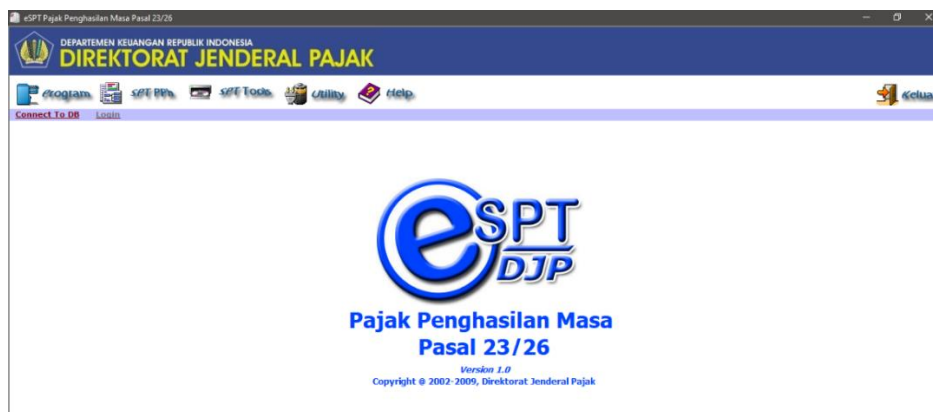 eSPT Pajak Penghasilan Masa Pasal 23/26
DEPARTEMEN KEUANGAN REPUBLIK INDONESIA
DIREKTORAT JENDERAL PAJAK
Program SPT PPh SPT Tools Utility Help Kelua
Connect To DB Login
eSPT
DJP
Pajak Penghasilan Masa
Pasal 23/26
Version 1.0
Copyright @ 2002-2009, Direktorat Jenderal Pajak